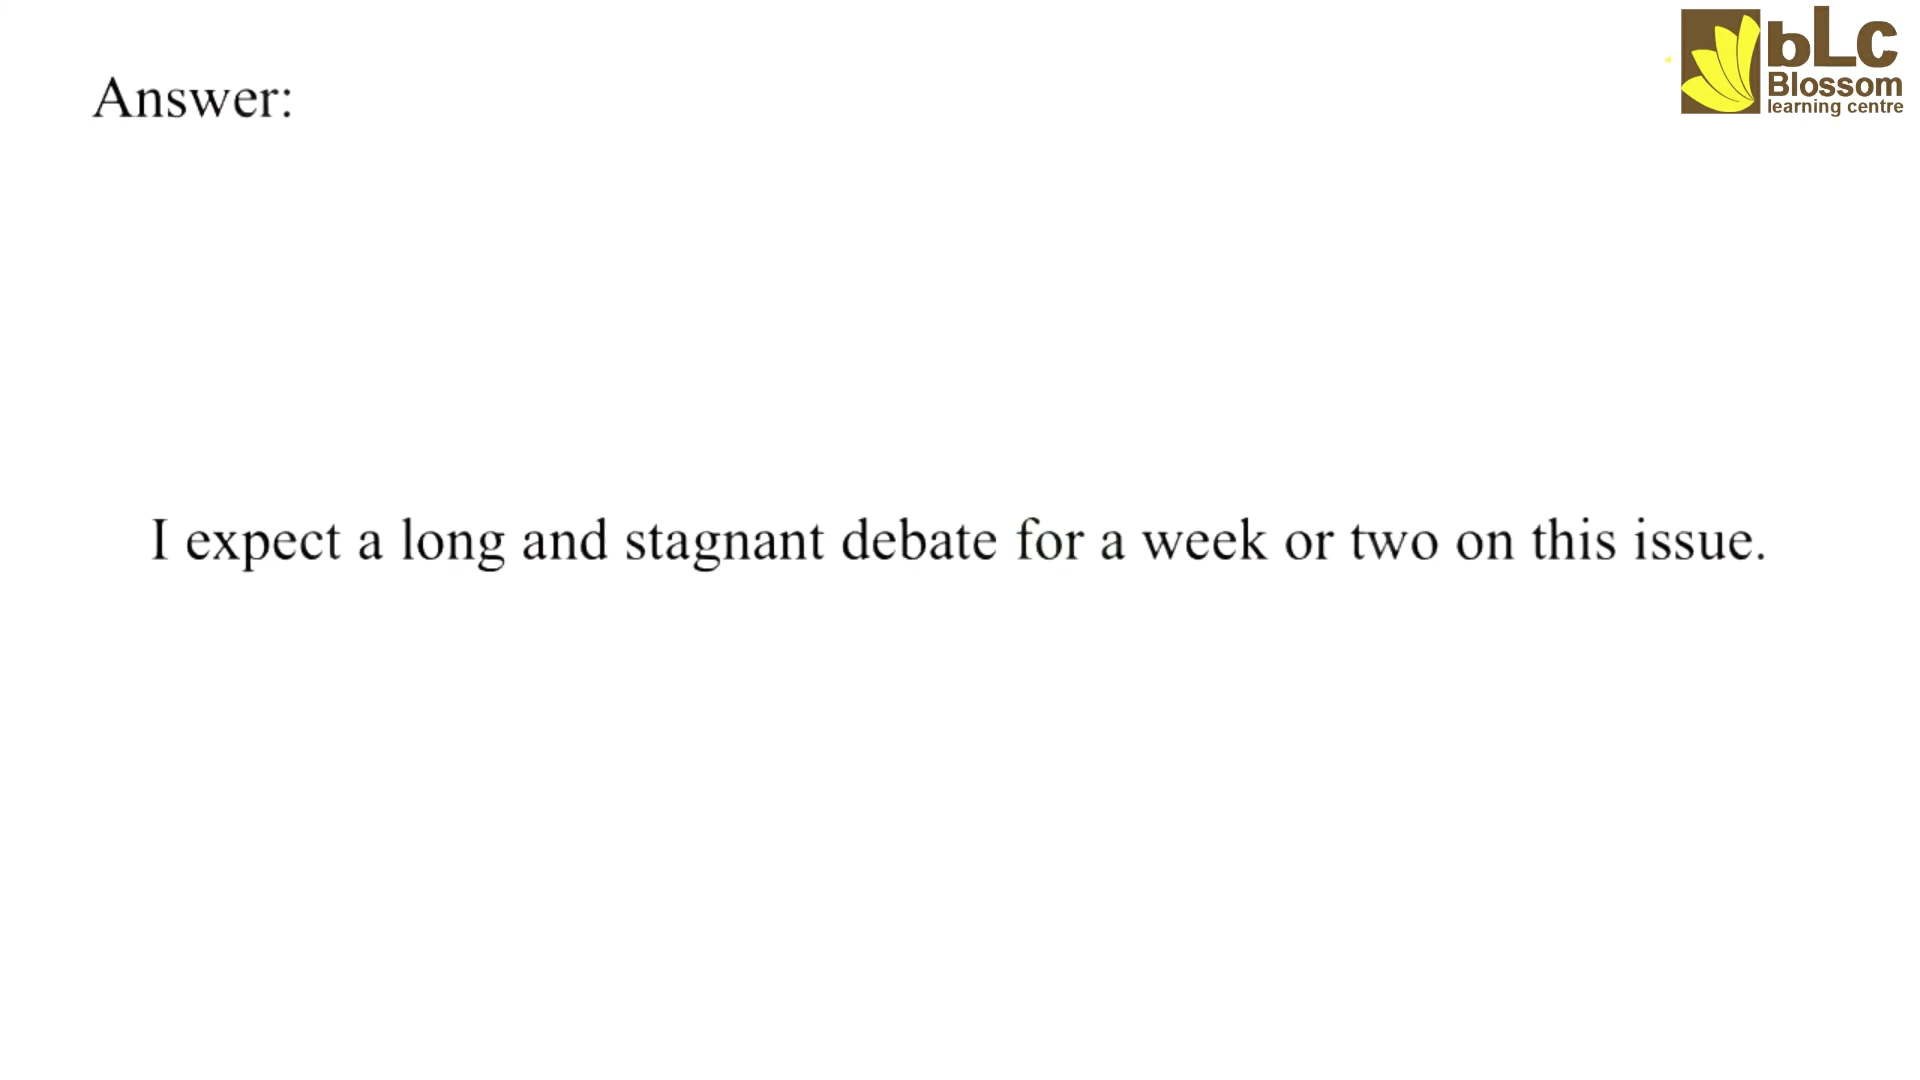 bLc
Blossom
learning centre
Answer:
I expect a long and stagnant debate for a week or two on this issue.